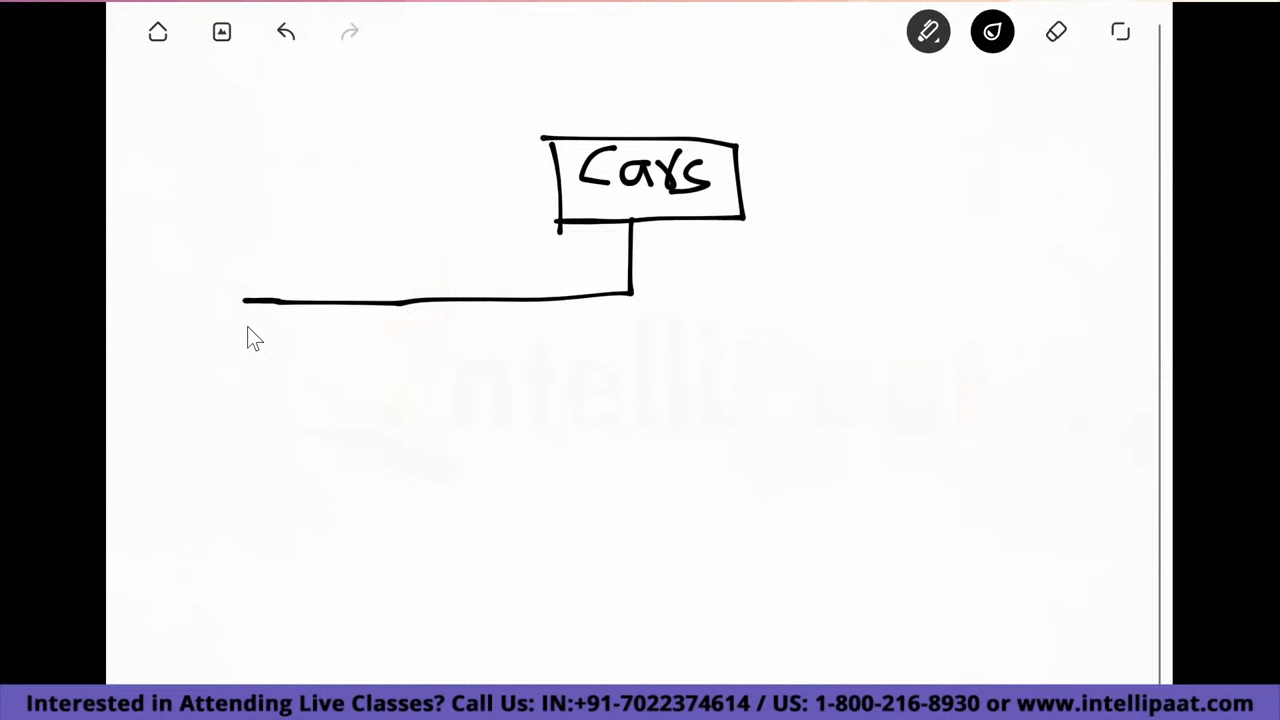 Cars
IntelliPaat
Interested in Attending Live Classes? Call Us: IN:+91-7022374614 / US: 1-800-216-8930 or www.intellipaat.com